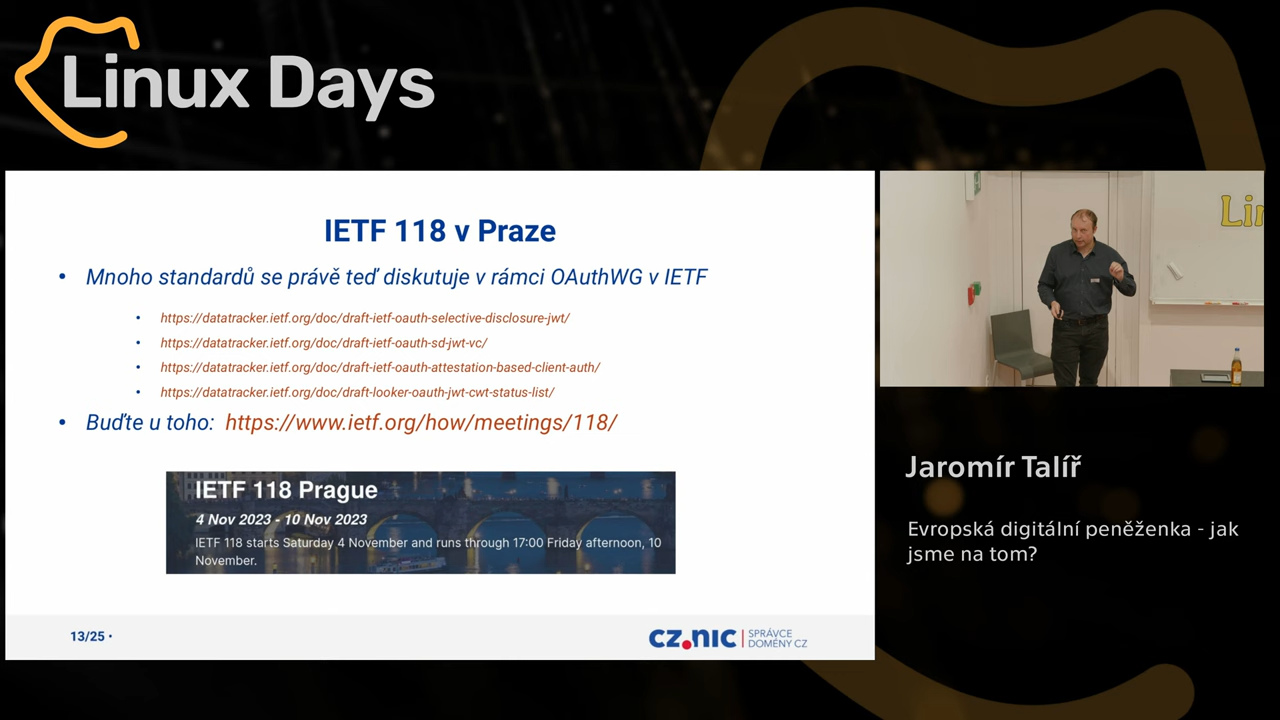 Linux Days
IETF 118 v Praze
• Mnoho standardů se právě teď diskutuje v rámci OAuthWG v IETF
• https://datatracker.ietf.org/doc/draft-ietf-oauth-selective-disclosure-jwt/
• https://datatracker.ietf.org/doc/draft-ietf-oauth-sd-jwt-vc/
• https://datatracker.ietf.org/doc/draft-ietf-oauth-attestation-based-client-auth/
• https://datatracker.ietf.org/doc/draft-looker-oauth-jwt-cwt-status-list/
• Buďte u toho: https://www.ietf.org/how/meetings/118/
IETF 118 Prague
4 Nov 2023 - 10 Nov 2023
IETF 118 starts Saturday 4 November and runs through 17:00 Friday afternoon, 10
November.
13/25 •
cz.nic
SPRÁVCE
DOMÉNY CZ
Lin
Jaromír Talíř
Evropská digitální peněženka - jak
jsme na tom?